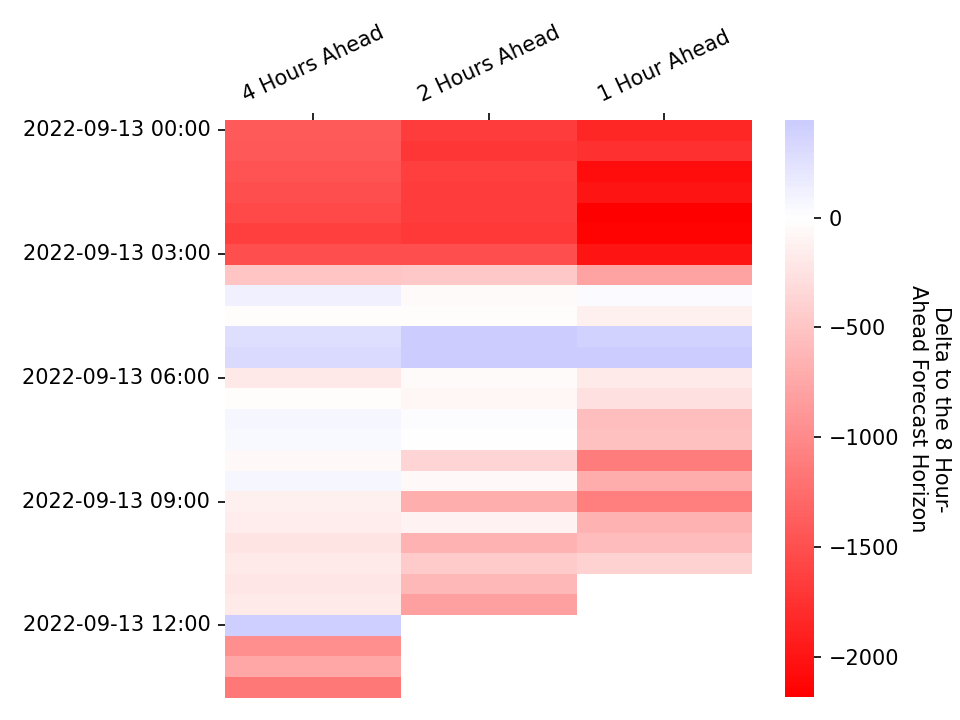 4 Hours Ahead
2 Hours Ahead
1 Hour Ahead
2022-09-13 00:00
2022-09-13 03:00
2022-09-13 06:00
2022-09-13 09:00
2022-09-13 12:00
0
−500
−1000
−1500
−2000
Delta to the 8 Hour-
Ahead Forecast Horizon